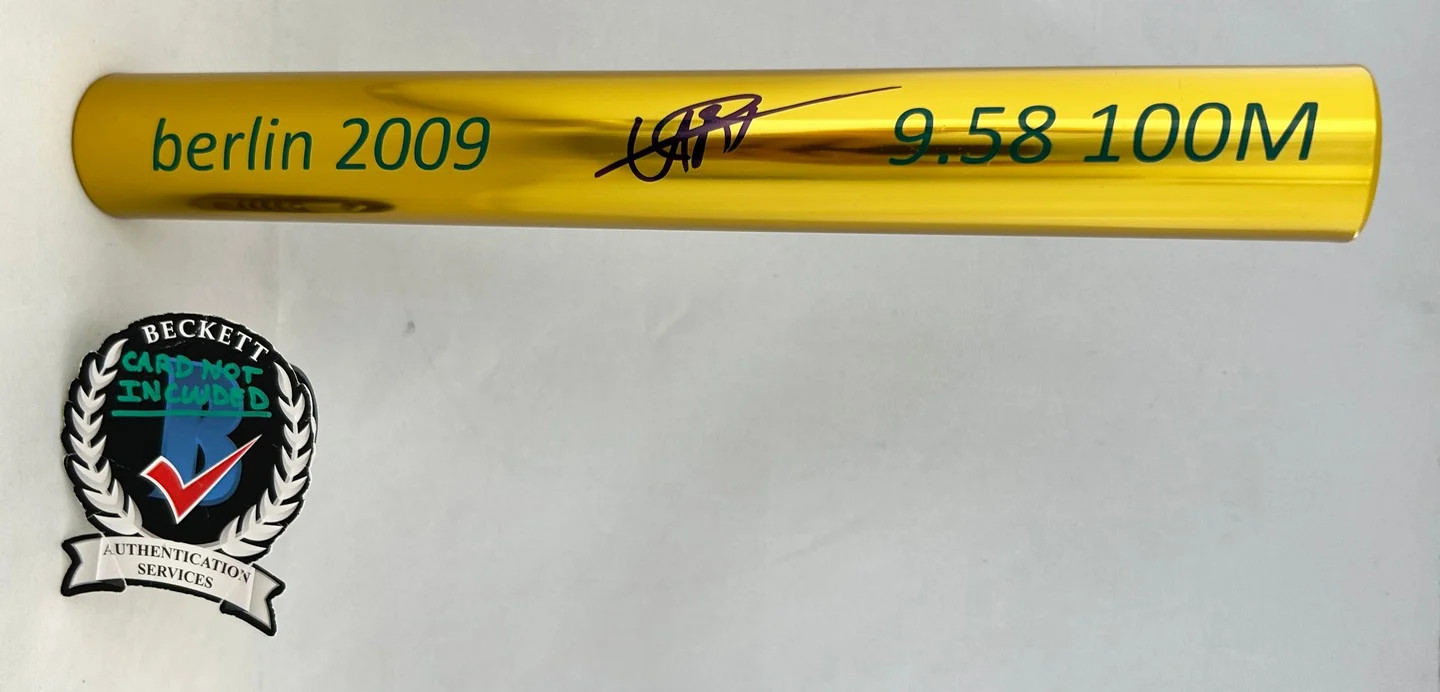 berlin 2009
9.58 100M
BECKETT
CARD NOT
INCLUDED
B
AUTHENTICATION
SERVICES